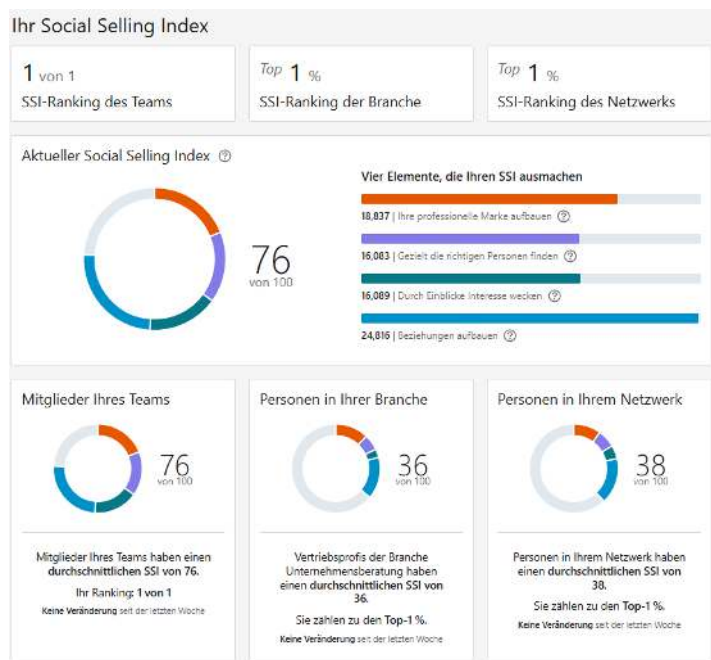 Ihr Social Selling Index
1 von 1
SSI-Ranking des Teams
Top 1 %
SSI-Ranking der Branche
Top 1 %
SSI-Ranking des Netzwerks
Aktueller Social Selling Index ?
76
von 100
Vier Elemente, die Ihren SSI ausmachen
18,837 | Ihre professionelle Marke aufbauen ?
16,083 | Gezielt die richtigen Personen finden ?
16,089 | Durch Einblicke Interesse wecken ?
24,816 | Beziehungen aufbauen ?
Mitglieder Ihres Teams
76
von 100
Mitglieder Ihres Teams haben einen
durchschnittlichen SSI von 76.
Ihr Ranking: 1 von 1
Keine Veränderung seit der letzten Woche
Personen in Ihrer Branche
36
von 100
Vertriebsprofis der Branche
Unternehmensberatung haben
einen durchschnittlichen SSI von
36.
Sie zählen zu den Top-1 %.
Keine Veränderung seit der letzten Woche
Personen in Ihrem Netzwerk
38
von 100
Personen in Ihrem Netzwerk haben
einen durchschnittlichen SSI von
38.
Sie zählen zu den Top-1 %.
Keine Veränderung seit der letzten Woche